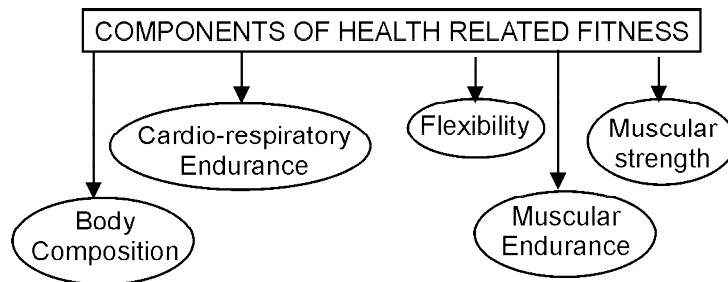 COMPONENTS OF HEALTH RELATED FITNESS
Body
Composition
Cardio-respiratory
Endurance
Flexibility
Muscular
Endurance
Muscular
strength